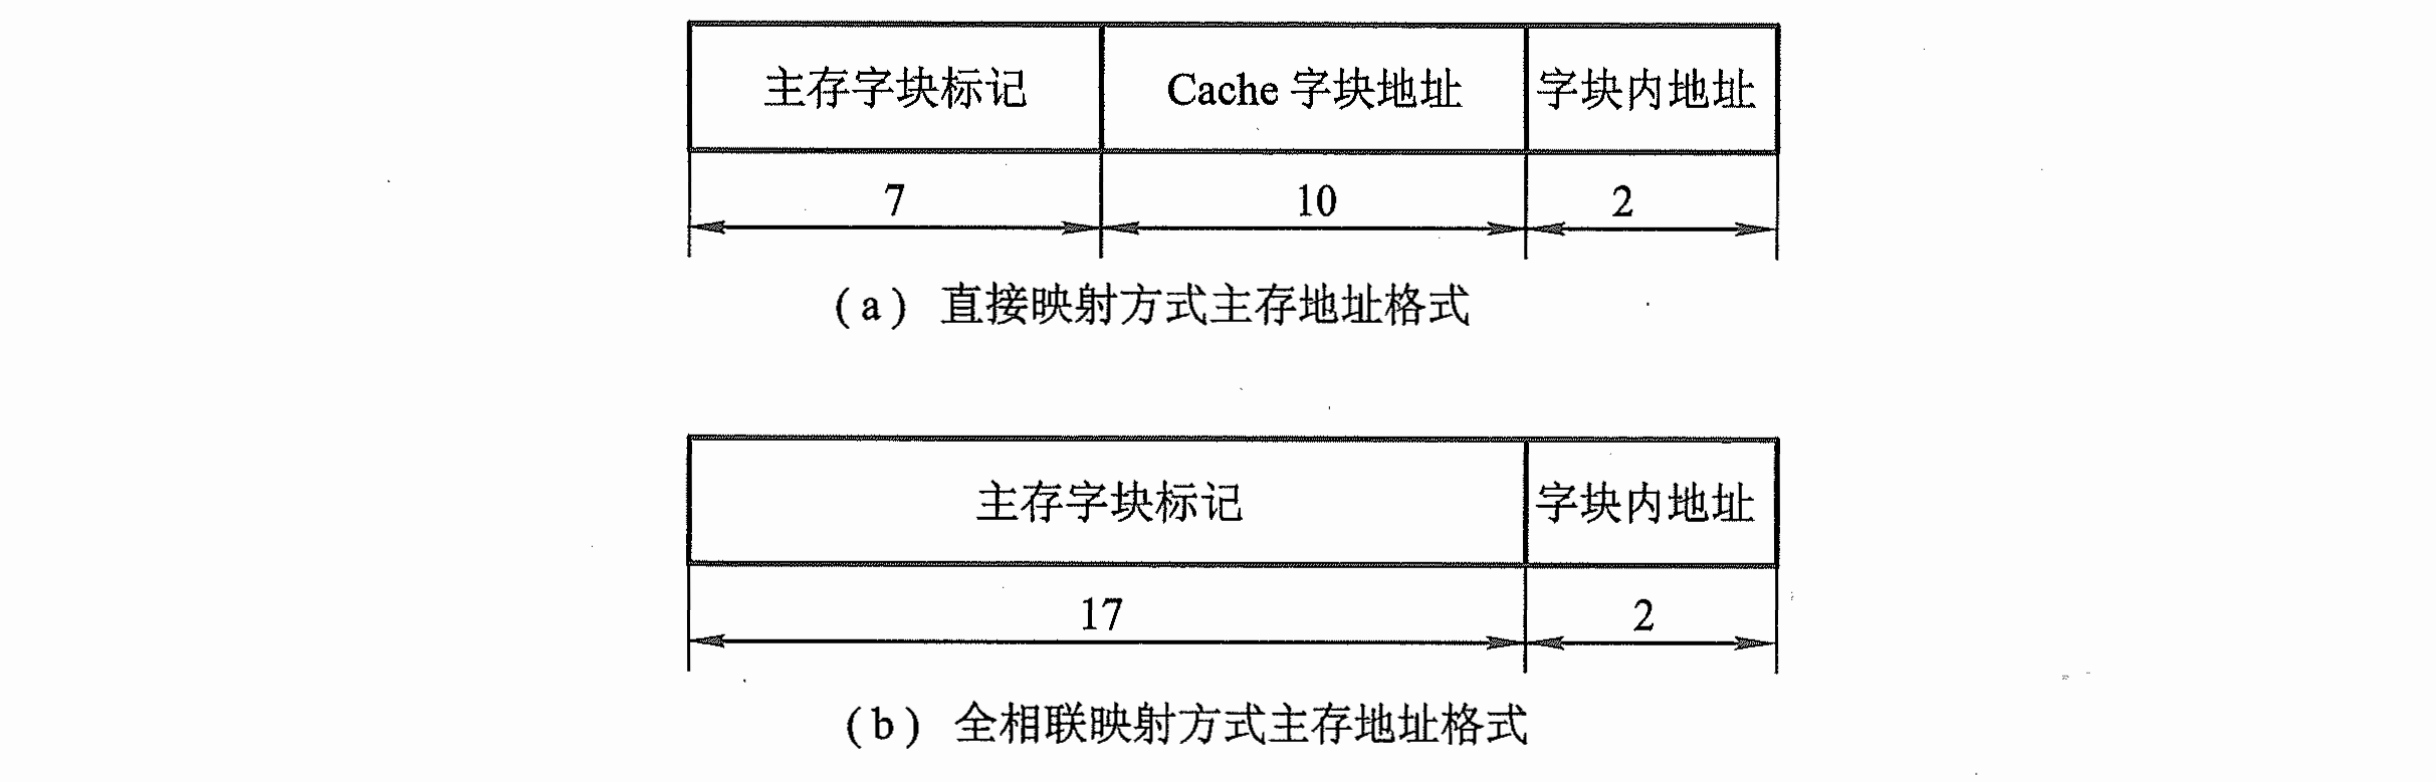 主存字块标记 Cache 字块地址 字块内地址
7 10 2
(a) 直接映射方式主存地址格式
主存字块标记 字块内地址
17 2
(b) 全相联映射方式主存地址格式